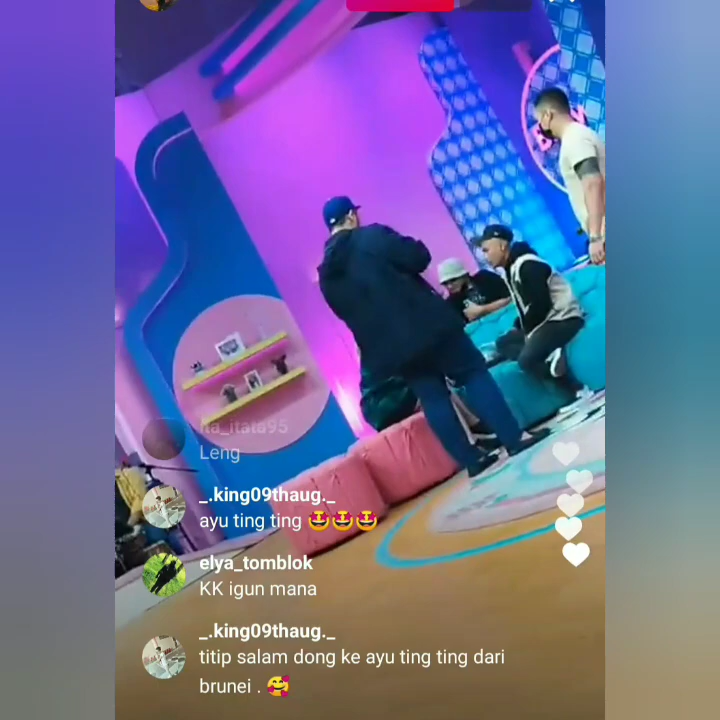 ita_itata95
Leng
_.king09thaug._
ayu ting ting 🤩🤩🤩
elya_tomblok
KK igun mana
_.king09thaug._
titip salam dong ke ayu ting ting dari
brunei . 🥰